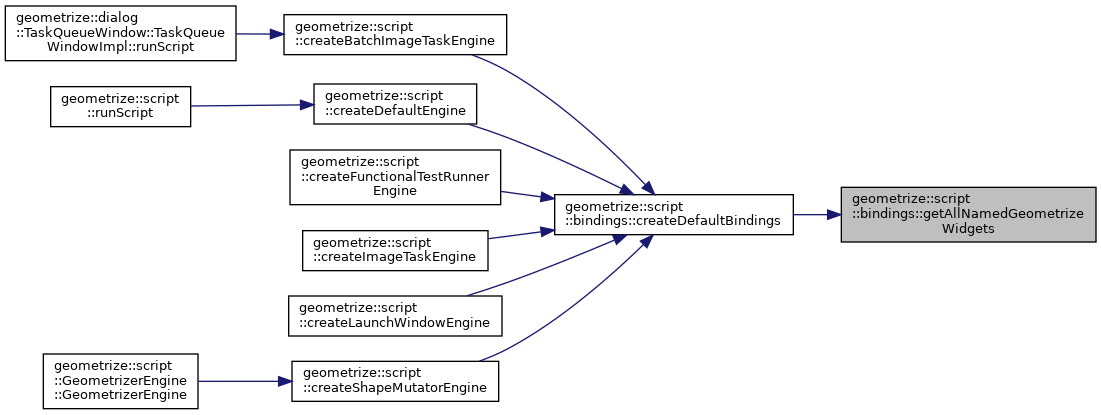 geometrize::dialog
::TaskQueueWindow::TaskQueue
WindowImpl::runScript
geometrize::script
::createBatchImageTaskEngine
geometrize::script
::runScript
geometrize::script
::createDefaultEngine
geometrize::script
::createFunctionalTestRunner
Engine
geometrize::script
::createImageTaskEngine
geometrize::script
::createLaunchWindowEngine
geometrize::script
::GeometrizerEngine
::GeometrizerEngine
geometrize::script
::createShapeMutatorEngine
geometrize::script
::bindings::createDefaultBindings
geometrize::script
::bindings::getAllNamedGeometrize
Widgets